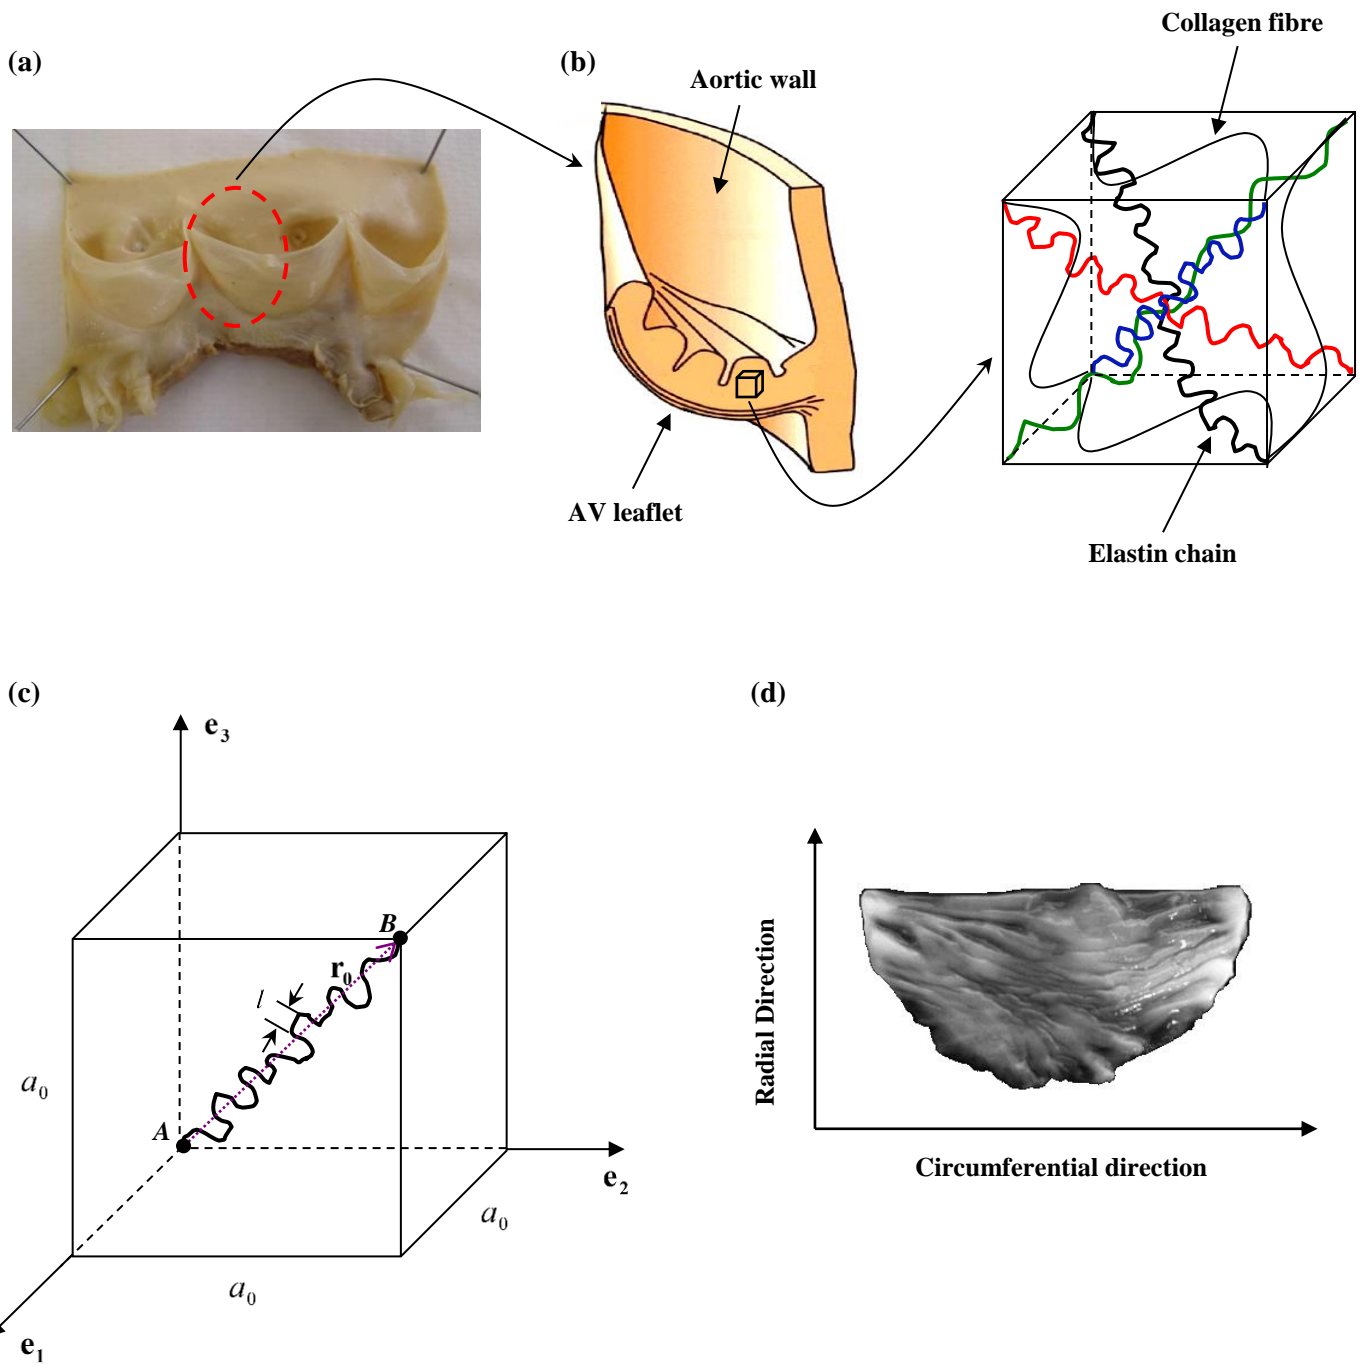 (a)
(b)
Collagen fibre
Aortic wall
AV leaflet
Elastin chain
(c)
(d)
e₃
B
r₀
l
a₀
A
e₂
a₀
a₀
e₁
Radial Direction
Circumferential direction